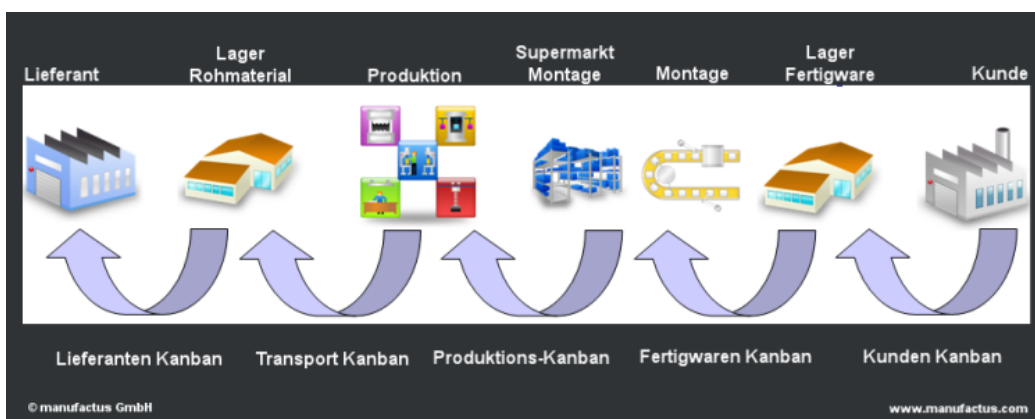 Lieferant
Lager
Rohmaterial
Produktion
Supermarkt
Montage
Montage
Lager
Fertigware
Kunde
Lieferanten Kanban
Transport Kanban
Produktions-Kanban
Fertigwaren Kanban
Kunden Kanban
© manufactus GmbH
www.manufactus.com